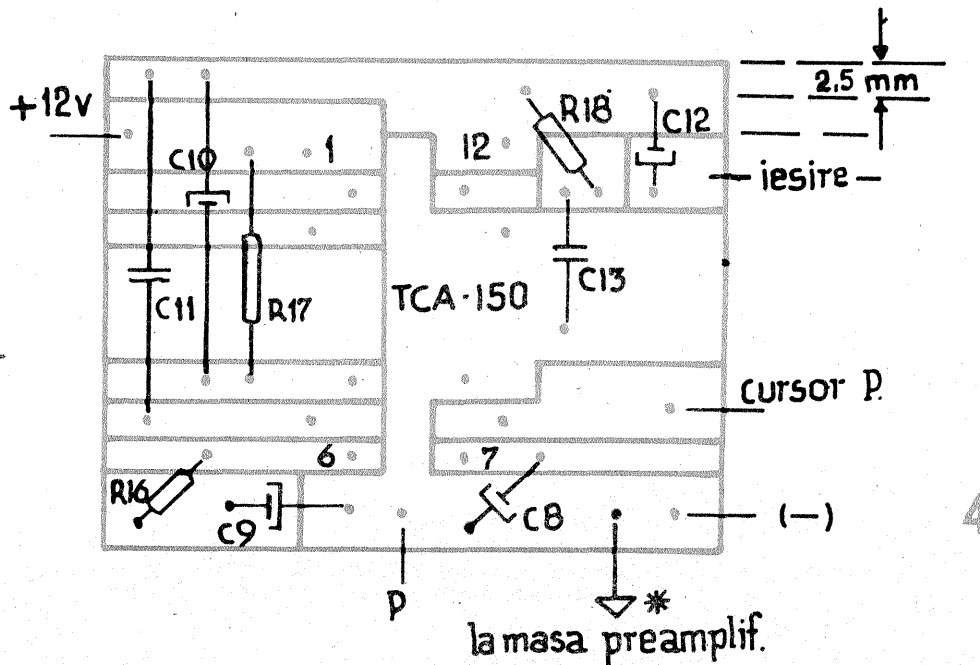 2,5 mm
+12v
R18
C12
C10
1
12
iesire
C11
R17
TCA-150
C13
cursor P.
6
7
R16
C9
C8
(—)
4
P
*
la masa preamplif.